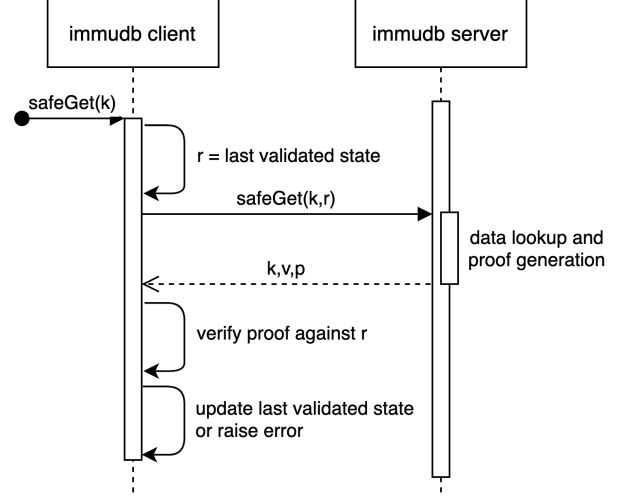 immudb client
immudb server
safeGet(k)
r = last validated state
safeGet(k,r)
data lookup and
proof generation
k,v,p
verify proof against r
update last validated state
or raise error